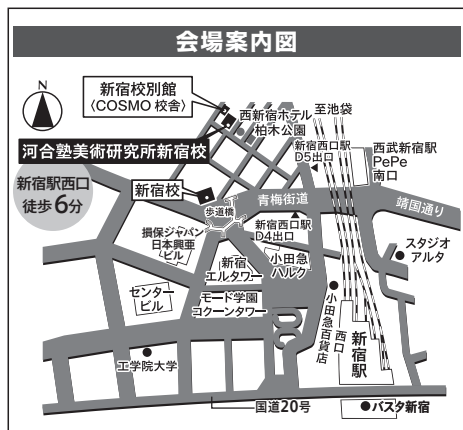 会場案内図
N
新宿校別館
〈COSMO 校舎〉
河合塾美術研究所新宿校
新宿駅西口
徒歩6分
新宿校
西新宿ホテル
柏木公園
至池袋
新宿西口駅
D5出口
西武新宿駅
PePe
南口
青梅街道
靖国通り
歩道橋
新宿西口駅
D4出口
損保ジャパン
日本興亜
ビル
新宿
エルタワー
小田急
ハルク
スタジオ
アルタ
センター
ビル
モード学園
コクーンタワー
小田急百貨店
西口
新宿駅
工学院大学
国道20号
バスタ新宿